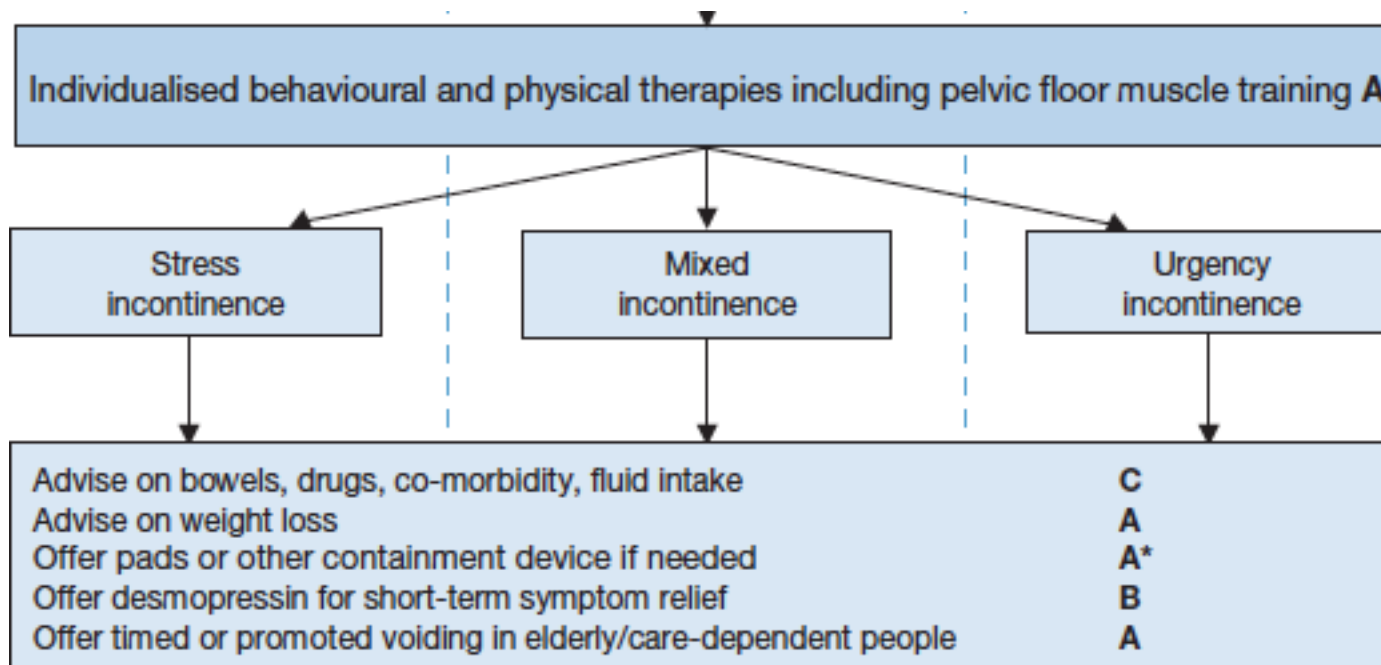 Individualised behavioural and physical therapies including pelvic floor muscle training A
Stress
incontinence
Mixed
incontinence
Urgency
incontinence
Advise on bowels, drugs, co-morbidity, fluid intake C
Advise on weight loss A
Offer pads or other containment device if needed A*
Offer desmopressin for short-term symptom relief B
Offer timed or promoted voiding in elderly/care-dependent people A